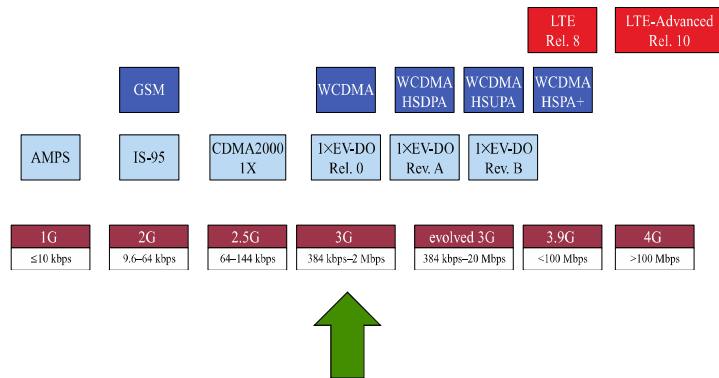 LTE
Rel. 8
LTE-Advanced
Rel. 10
GSM
WCDMA
WCDMA
HSDPA
WCDMA
HSUPA
WCDMA
HSPA+
AMPS
IS-95
CDMA2000
1X
1×EV-DO
Rel. 0
1×EV-DO
Rev. A
1×EV-DO
Rev. B
1G
≤10 kbps
2G
9.6–64 kbps
2.5G
64–144 kbps
3G
384 kbps–2 Mbps
evolved 3G
384 kbps–20 Mbps
3.9G
<100 Mbps
4G
>100 Mbps